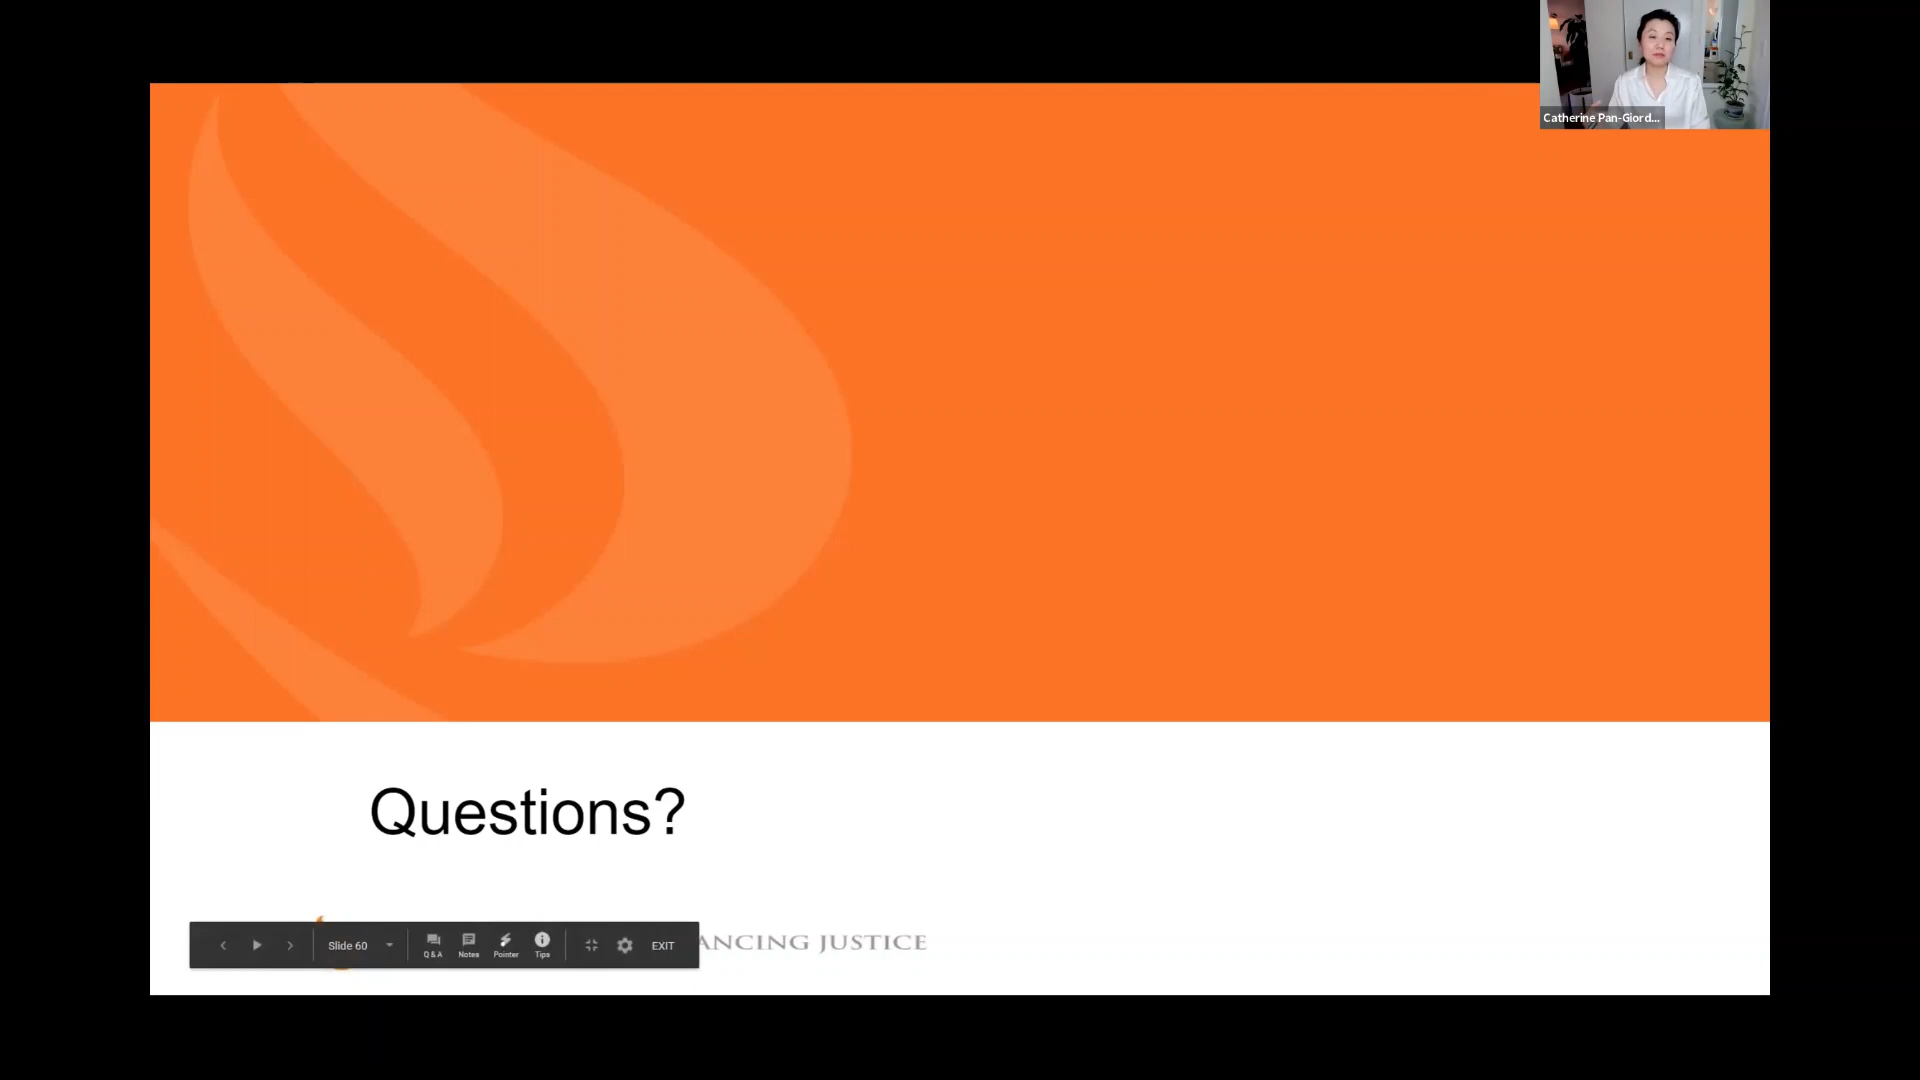 Catherine Pan-Giord...
Questions?
ANCING JUSTICE
Slide 60
Q & A
Notes
Pointer
Tips
EXIT